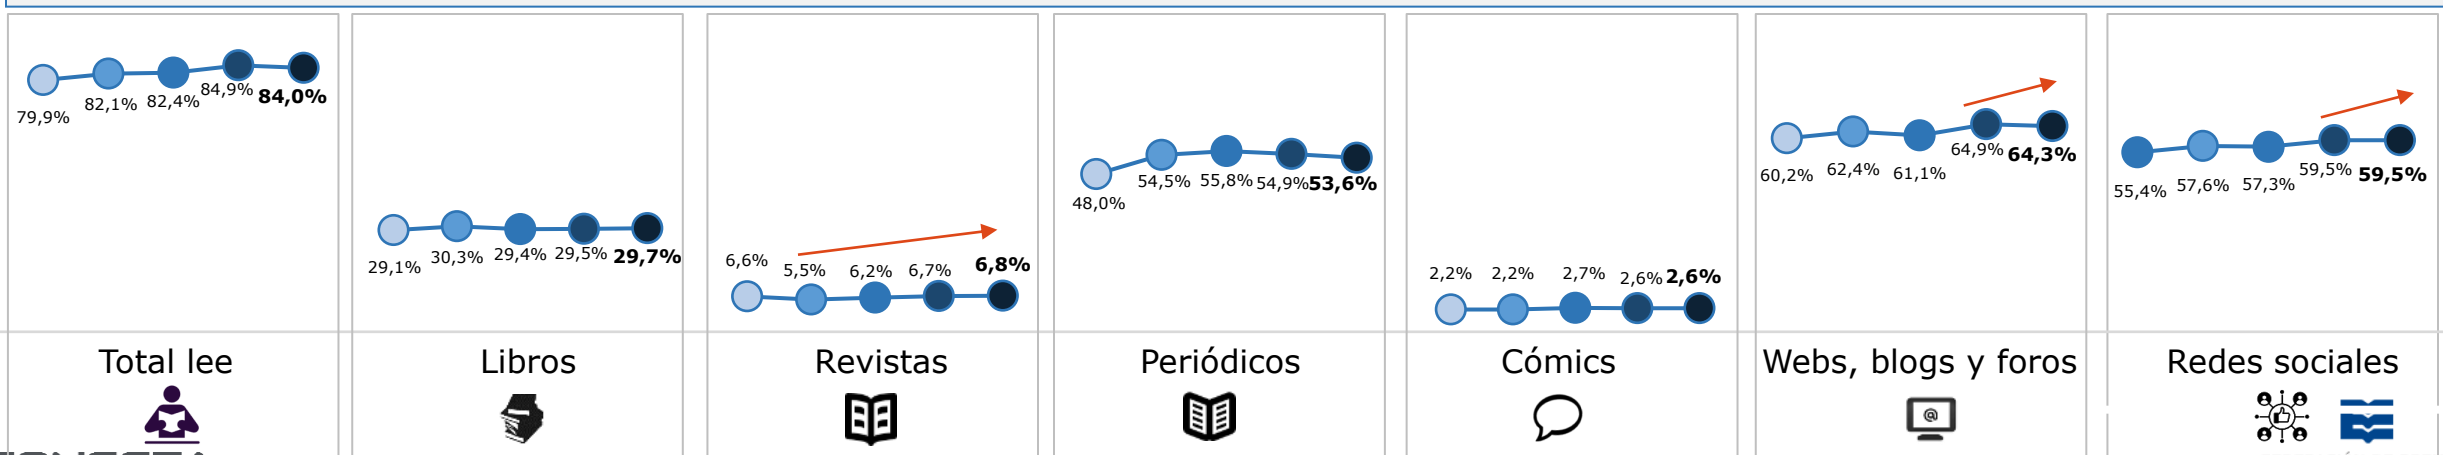 79,9% 82,1% 82,4% 84,9% 84,0%
29,1% 30,3% 29,4% 29,5% 29,7%
6,6% 5,5% 6,2% 6,7% 6,8%
48,0% 54,5% 55,8% 54,9% 53,6%
2,2% 2,2% 2,7% 2,6% 2,6%
60,2% 62,4% 61,1% 64,9% 64,3%
55,4% 57,6% 57,3% 59,5% 59,5%
Total lee
Libros
Revistas
Periódicos
Cómics
Webs, blogs y foros
@
Redes sociales